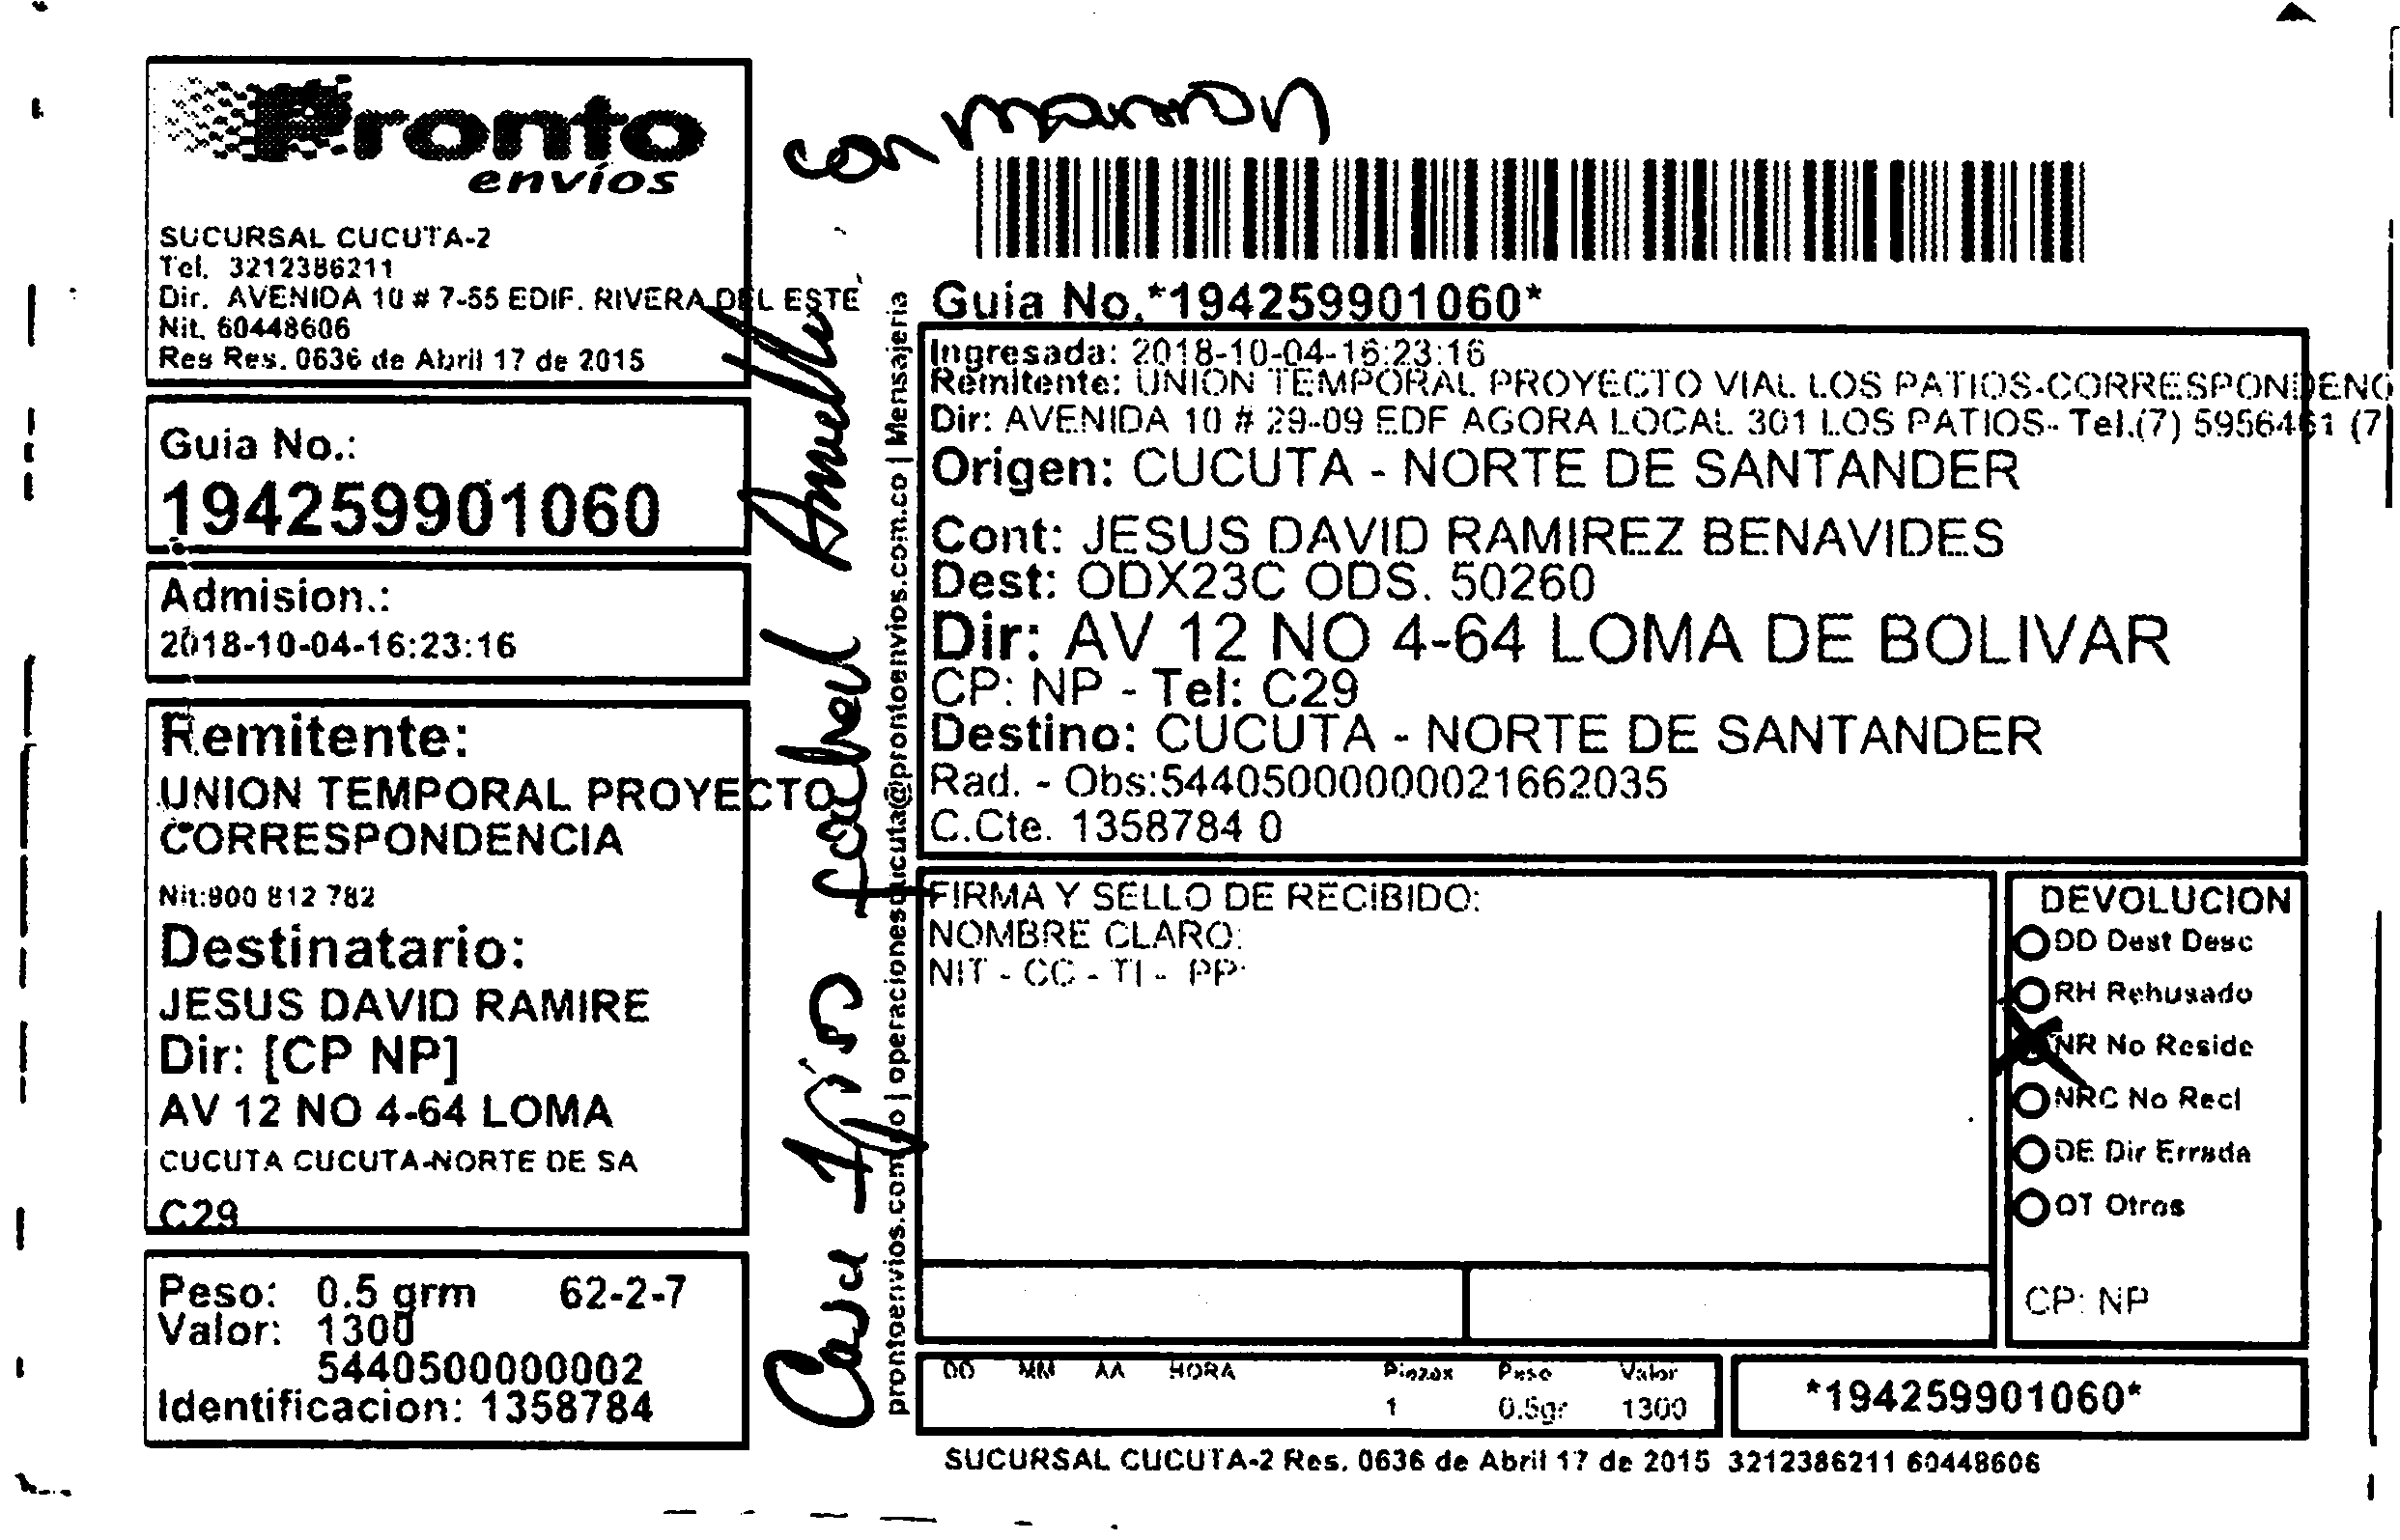 Pronto
envíos
SUCURSAL CUCUTA-2
Tel. 3212386211
Dir. AVENIDA 10 # 7-55 EDIF. RIVERA DEL ESTE
Nit. 60448606
Res Res. 0636 de Abril 17 de 2015
Guia No.:
194259901060
Admision.:
2018-10-04-16:23:16
Remitente:
UNION TEMPORAL PROYECTO
CORRESPONDENCIA
Nit:900 812 782
Destinatario:
JESUS DAVID RAMIRE
Dir: [CP NP]
AV 12 NO 4-64 LOMA
CUCUTA CUCUTA-NORTE DE SA
C29
Peso: 0.5 grm 62-2-7
Valor: 1300
5440500000002
Identificacion: 1358784
Casa 1 piso
marron
prontoenvios.com.co | operacionescucuta@prontoenvios.com.co | Mensajeria
Guia No.*194259901060*
Ingresada: 2018-10-04-16:23:16
Remitente: UNION TEMPORAL PROYECTO VIAL LOS PATIOS-CORRESPONDENC
Dir: AVENIDA 10 # 29-09 EDF AGORA LOCAL 301 LOS PATIOS- Tel.(7) 5956461 (7
Origen: CUCUTA - NORTE DE SANTANDER
Cont: JESUS DAVID RAMIREZ BENAVIDES
Dest: ODX23C ODS. 50260
Dir: AV 12 NO 4-64 LOMA DE BOLIVAR
CP: NP - Tel: C29
Destino: CUCUTA - NORTE DE SANTANDER
Rad. - Obs:544050000000021662035
C.Cte. 1358784 0
FIRMA Y SELLO DE RECIBIDO:
NOMBRE CLARO:
NIT - CC - TI - PP:
DEVOLUCION
DD Dest Desc
RH Rehusado
NR No Reside
NRC No Recl
DE Dir Errada
OT Otros
CP: NP
DD MM AA HORA Piezas Peso Valor
1 0.5gr 1300
*194259901060*
SUCURSAL CUCUTA-2 Res. 0636 de Abril 17 de 2015 3212386211 60448606